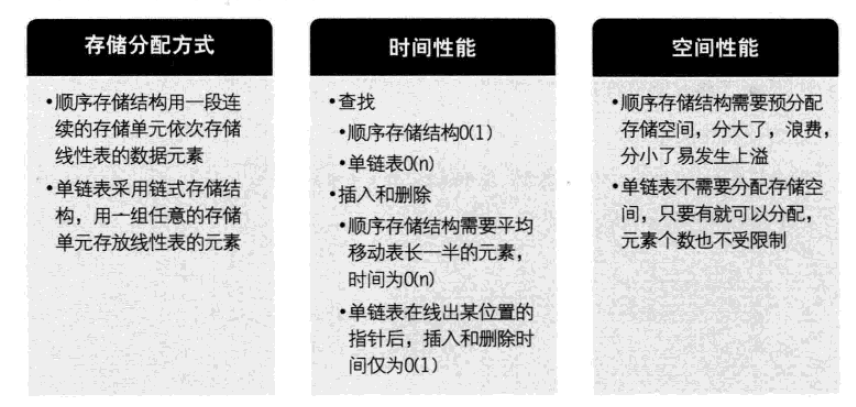 存储分配方式
•顺序存储结构用一段连
续的存储单元依次存储
线性表的数据元素
•单链表采用链式存储结
构，用一组任意的存储
单元存放线性表的元素
时间性能
•查找
•顺序存储结构O(1)
•单链表O(n)
•插入和删除
•顺序存储结构需要平均
移动表长一半的元素，
时间为O(n)
•单链表在线出某位置的
指针后，插入和删除时
间仅为O(1)
空间性能
•顺序存储结构需要预分配
存储空间，分大了，浪费，
分小了易发生上溢
•单链表不需要分配存储空
间，只要有就可以分配，
元素个数也不受限制